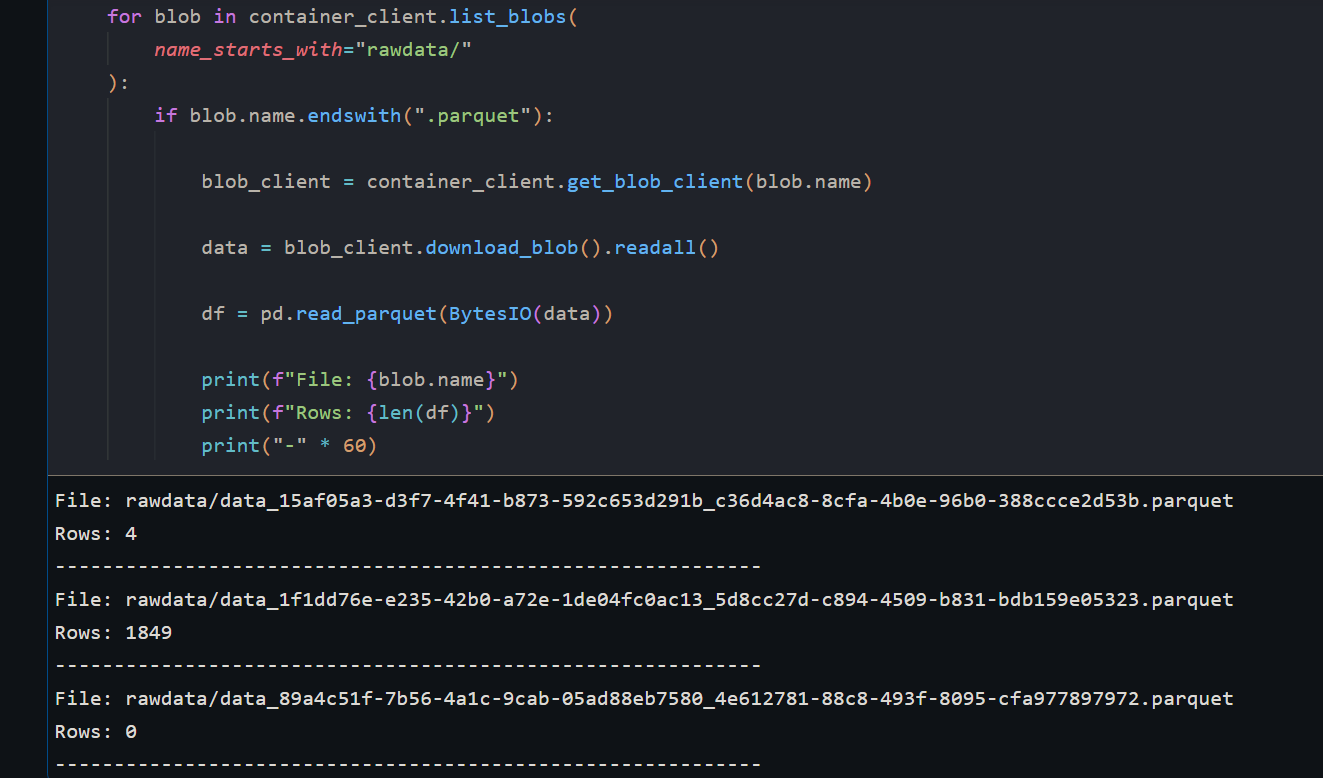 for blob in container_client.list_blobs(
name_starts_with="rawdata/"
):
if blob.name.endswith(".parquet"):
blob_client = container_client.get_blob_client(blob.name)
data = blob_client.download_blob().readall()
df = pd.read_parquet(BytesIO(data))
print(f"File: {blob.name}")
print(f"Rows: {len(df)}")
print("-" * 60)
File: rawdata/data_15af05a3-d3f7-4f41-b873-592c653d291b_c36d4ac8-8cfa-4b0e-96b0-388ccce2d53b.parquet
Rows: 4
------------------------------------------------------------
File: rawdata/data_1f1dd76e-e235-42b0-a72e-1de04fc0ac13_5d8cc27d-c894-4509-b831-bdb159e05323.parquet
Rows: 1849
------------------------------------------------------------
File: rawdata/data_89a4c51f-7b56-4a1c-9cab-05ad88eb7580_4e612781-88c8-493f-8095-cfa977897972.parquet
Rows: 0
------------------------------------------------------------